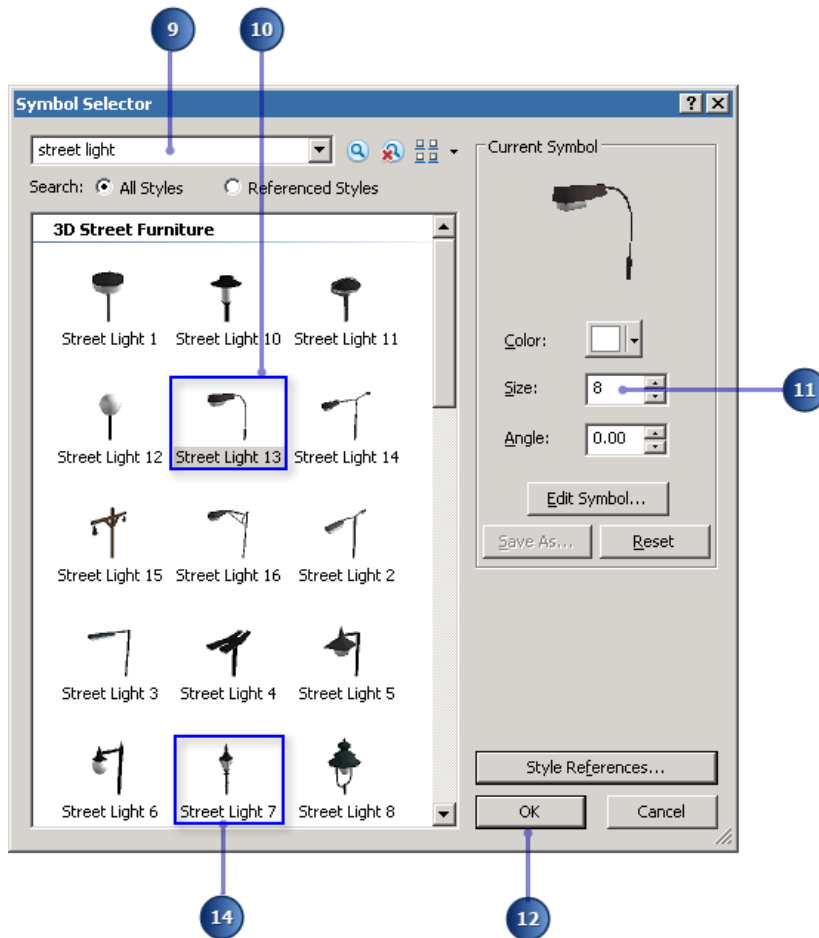 9
10
Symbol Selector
street light
Current Symbol
Search: All Styles Referenced Styles
3D Street Furniture
Street Light 1 Street Light 10 Street Light 11
Color:
Size: 8
11
Street Light 12 Street Light 13 Street Light 14
Angle: 0.00
Edit Symbol...
Save As... Reset
Street Light 15 Street Light 16 Street Light 2
Street Light 3 Street Light 4 Street Light 5
Style References...
Street Light 6 Street Light 7 Street Light 8
OK Cancel
14
12